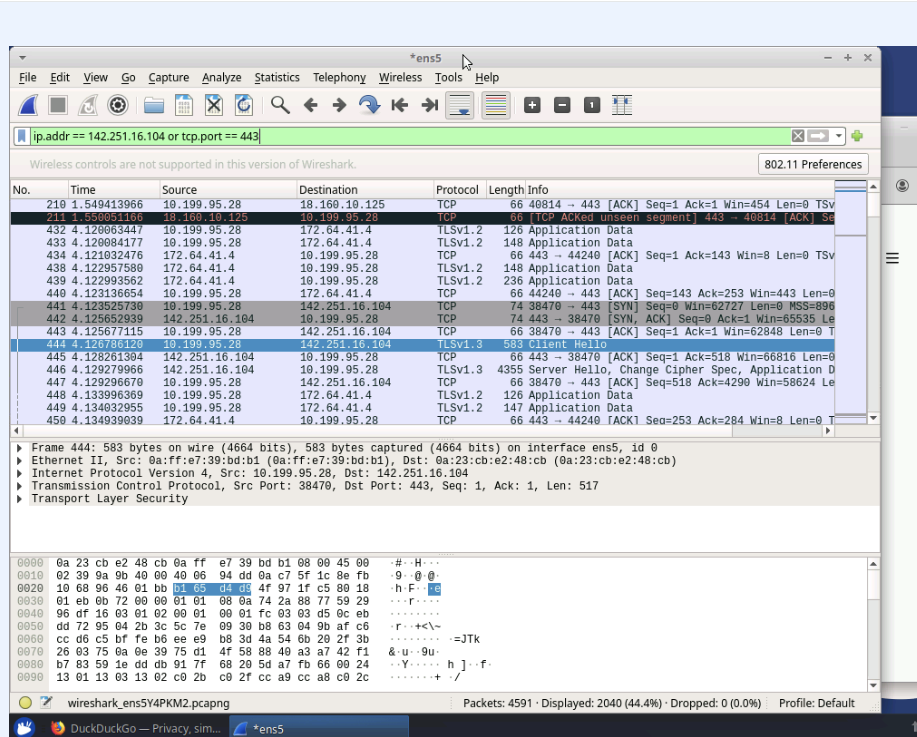 *ens5
File Edit View Go Capture Analyze Statistics Telephony Wireless Tools Help
ip.addr == 142.251.16.104 or tcp.port == 443
Wireless controls are not supported in this version of Wireshark. 802.11 Preferences
No. Time Source Destination Protocol Length Info
210 1.549413966 10.199.95.28 18.160.10.125 TCP 66 40814 → 443 [ACK] Seq=1 Ack=1 Win=454 Len=0 TSv
211 1.550051166 18.160.10.125 10.199.95.28 TCP 66 [TCP ACKed unseen segment] 443 → 40814 [ACK] Se
432 4.120063447 10.199.95.28 172.64.41.4 TLSv1.2 126 Application Data
433 4.120084177 10.199.95.28 172.64.41.4 TLSv1.2 148 Application Data
434 4.121032476 172.64.41.4 10.199.95.28 TCP 66 443 → 44240 [ACK] Seq=1 Ack=143 Win=8 Len=0 TSv
438 4.122957580 172.64.41.4 10.199.95.28 TLSv1.2 148 Application Data
439 4.122993562 172.64.41.4 10.199.95.28 TLSv1.2 236 Application Data
440 4.123136654 10.199.95.28 172.64.41.4 TCP 66 44240 → 443 [ACK] Seq=143 Ack=253 Win=443 Len=0
441 4.123525730 10.199.95.28 142.251.16.104 TCP 74 38470 → 443 [SYN] Seq=0 Win=62727 Len=0 MSS=896
442 4.125652939 142.251.16.104 10.199.95.28 TCP 74 443 → 38470 [SYN, ACK] Seq=0 Ack=1 Win=65535 Le
443 4.125677115 10.199.95.28 142.251.16.104 TCP 66 38470 → 443 [ACK] Seq=1 Ack=1 Win=62848 Len=0 T
444 4.126786120 10.199.95.28 142.251.16.104 TLSv1.3 583 Client Hello
445 4.128261304 142.251.16.104 10.199.95.28 TCP 66 443 → 38470 [ACK] Seq=1 Ack=518 Win=66816 Len=0
446 4.129279966 142.251.16.104 10.199.95.28 TLSv1.3 4355 Server Hello, Change Cipher Spec, Application D
447 4.129296670 10.199.95.28 142.251.16.104 TCP 66 38470 → 443 [ACK] Seq=518 Ack=4290 Win=58624 Le
448 4.133996369 10.199.95.28 172.64.41.4 TLSv1.2 126 Application Data
449 4.134032955 10.199.95.28 172.64.41.4 TLSv1.2 147 Application Data
450 4.134939039 172.64.41.4 10.199.95.28 TCP 66 443 → 44240 [ACK] Seq=253 Ack=284 Win=8 Len=0 T
Frame 444: 583 bytes on wire (4664 bits), 583 bytes captured (4664 bits) on interface ens5, id 0
Ethernet II, Src: 0a:ff:e7:39:bd:b1 (0a:ff:e7:39:bd:b1), Dst: 0a:23:cb:e2:48:cb (0a:23:cb:e2:48:cb)
Internet Protocol Version 4, Src: 10.199.95.28, Dst: 142.251.16.104
Transmission Control Protocol, Src Port: 38470, Dst Port: 443, Seq: 1, Ack: 1, Len: 517
Transport Layer Security
0000 0a 23 cb e2 48 cb 0a ff e7 39 bd b1 08 00 45 00 ·#··H···
0010 02 39 9a 9b 40 00 40 06 94 dd 0a c7 5f 1c 8e fb ·9··@·@·
0020 10 68 96 46 01 bb b1 65 d4 d9 4f 97 1f c5 80 18 ·h·F···e
0030 01 eb 0b 72 00 00 01 01 08 0a 74 2a 88 77 59 29 ···r····
0040 96 df 16 03 01 02 00 01 00 01 fc 03 03 d5 0c eb ········
0050 dd 72 95 04 2b 3c 5c 7e 09 30 b8 63 04 9b af c6 ·r··+<\~
0060 cc d6 c5 bf fe b6 ee e9 b8 3d 4a 54 6b 20 2f 3b ········ ·=JTk
0070 26 03 75 0a 0e 39 75 d1 4f 58 88 40 a3 a7 42 f1 &·u··9u·
0080 b7 83 59 1e dd db 91 7f 68 20 5d a7 fb 66 00 24 ··Y····· h ]··f·
0090 13 01 13 03 13 02 c0 2b c0 2f cc a9 cc a8 c0 2c ·······+ ·/
wireshark_ens5Y4PKM2.pcapng Packets: 4591 · Displayed: 2040 (44.4%) · Dropped: 0 (0.0%) Profile: Default
DuckDuckGo — Privacy, sim... *ens5